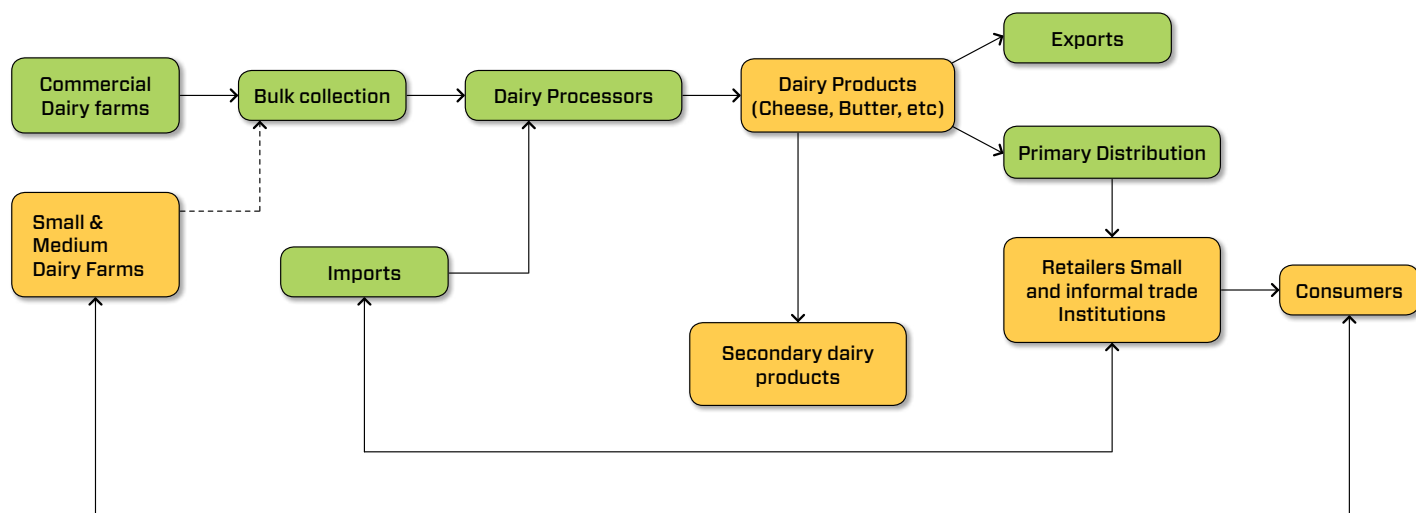 Exports
Commercial
Dairy farms
Bulk collection
Dairy Processors
Dairy Products
(Cheese, Butter, etc)
Primary Distribution
Small &
Medium
Dairy Farms
Imports
Retailers Small
and informal trade
Institutions
Consumers
Secondary dairy
products